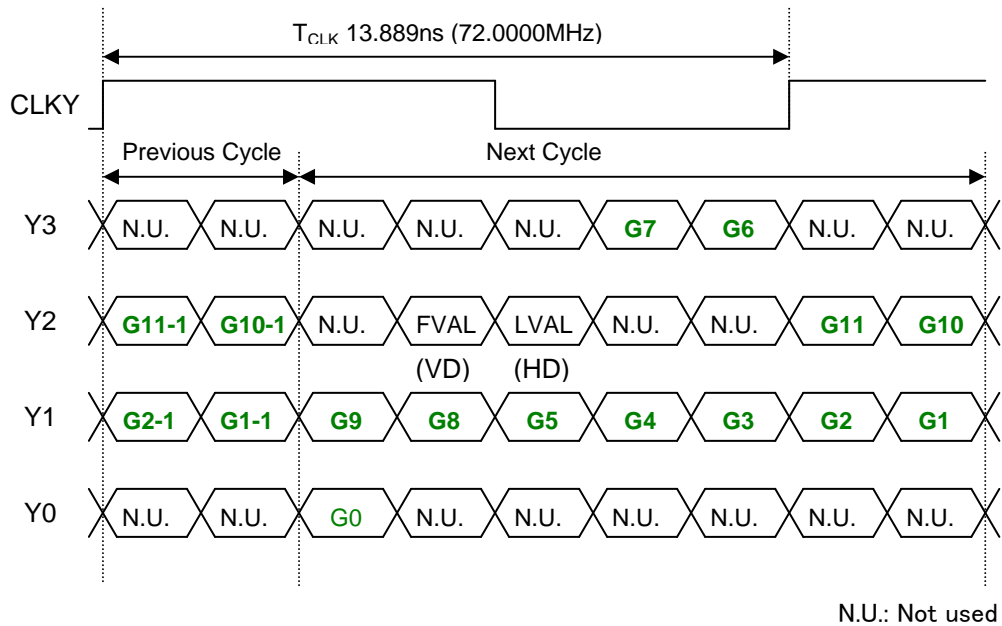 TCLK 13.889ns (72.0000MHz)
CLKY
Previous Cycle Next Cycle
Y3 N.U. N.U. N.U. N.U. N.U. G7 G6 N.U. N.U.
Y2 G11-1 G10-1 N.U. FVAL LVAL N.U. N.U. G11 G10
(VD) (HD)
Y1 G2-1 G1-1 G9 G8 G5 G4 G3 G2 G1
Y0 N.U. N.U. G0 N.U. N.U. N.U. N.U. N.U. N.U.
N.U.: Not used